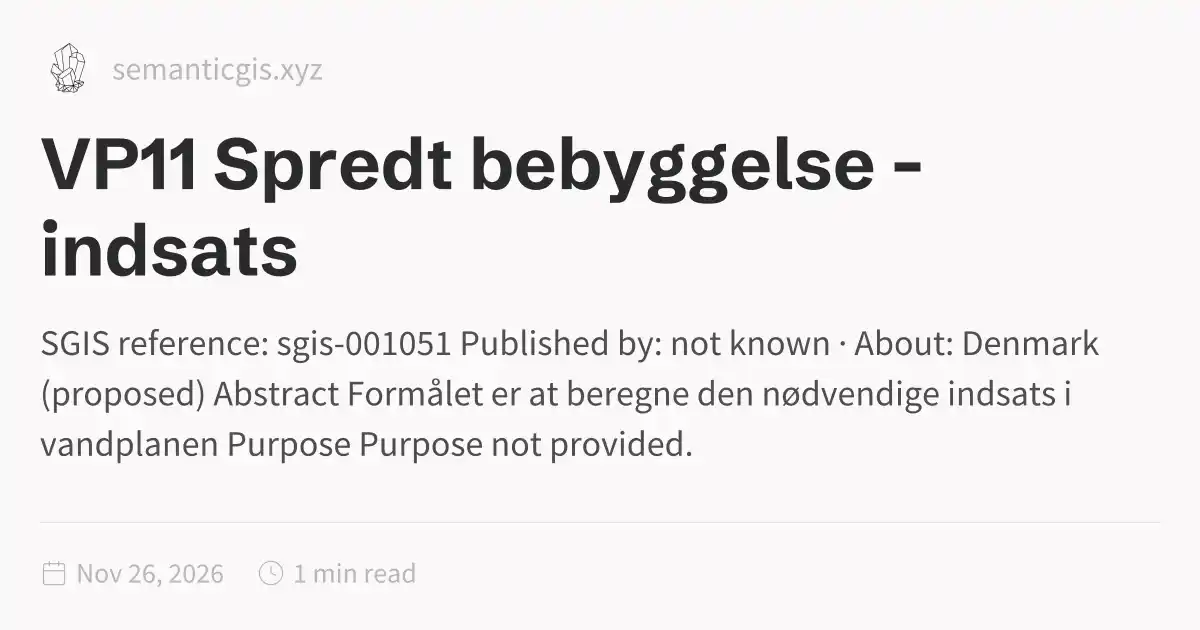 semanticgis.xyz
VP11 Spredt bebyggelse -
indsats
SGIS reference: sgis-001051 Published by: not known · About: Denmark
(proposed) Abstract Formålet er at beregne den nødvendige indsats i
vandplanen Purpose Purpose not provided.
Nov 26, 2026 1 min read